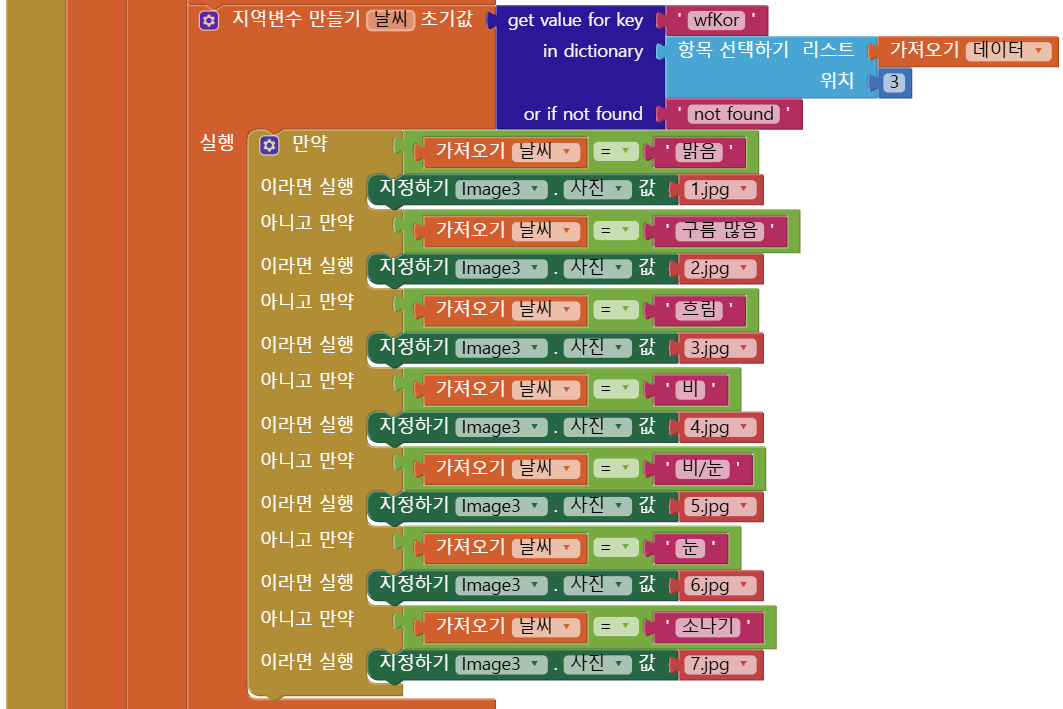 지역변수 만들기 날씨 초기값 get value for key ' wfKor '
in dictionary 항목 선택하기 리스트 가져오기 데이터
위치 3
or if not found ' not found '
실행 만약 가져오기 날씨 = ' 맑음 '
이라면 실행 지정하기 Image3 . 사진 값 1.jpg
아니고 만약 가져오기 날씨 = ' 구름 많음 '
이라면 실행 지정하기 Image3 . 사진 값 2.jpg
아니고 만약 가져오기 날씨 = ' 흐림 '
이라면 실행 지정하기 Image3 . 사진 값 3.jpg
아니고 만약 가져오기 날씨 = ' 비 '
이라면 실행 지정하기 Image3 . 사진 값 4.jpg
아니고 만약 가져오기 날씨 = ' 비/눈 '
이라면 실행 지정하기 Image3 . 사진 값 5.jpg
아니고 만약 가져오기 날씨 = ' 눈 '
이라면 실행 지정하기 Image3 . 사진 값 6.jpg
아니고 만약 가져오기 날씨 = ' 소나기 '
이라면 실행 지정하기 Image3 . 사진 값 7.jpg